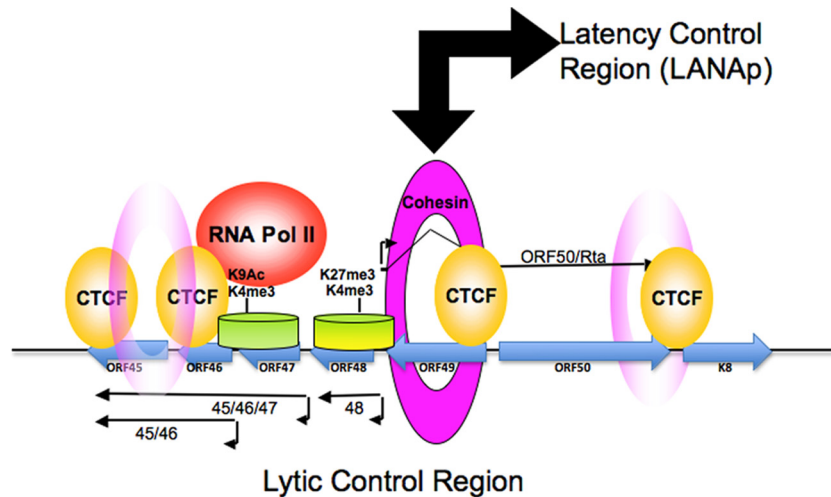 Latency Control
Region (LANAp)
Cohesin
RNA Pol II
K9Ac
K4me3
K27me3
K4me3
ORF50/Rta
CTCF
CTCF
CTCF
CTCF
ORF45
ORF46
ORF47
ORF48
ORF49
ORF50
K8
45/46/47
48
45/46
Lytic Control Region